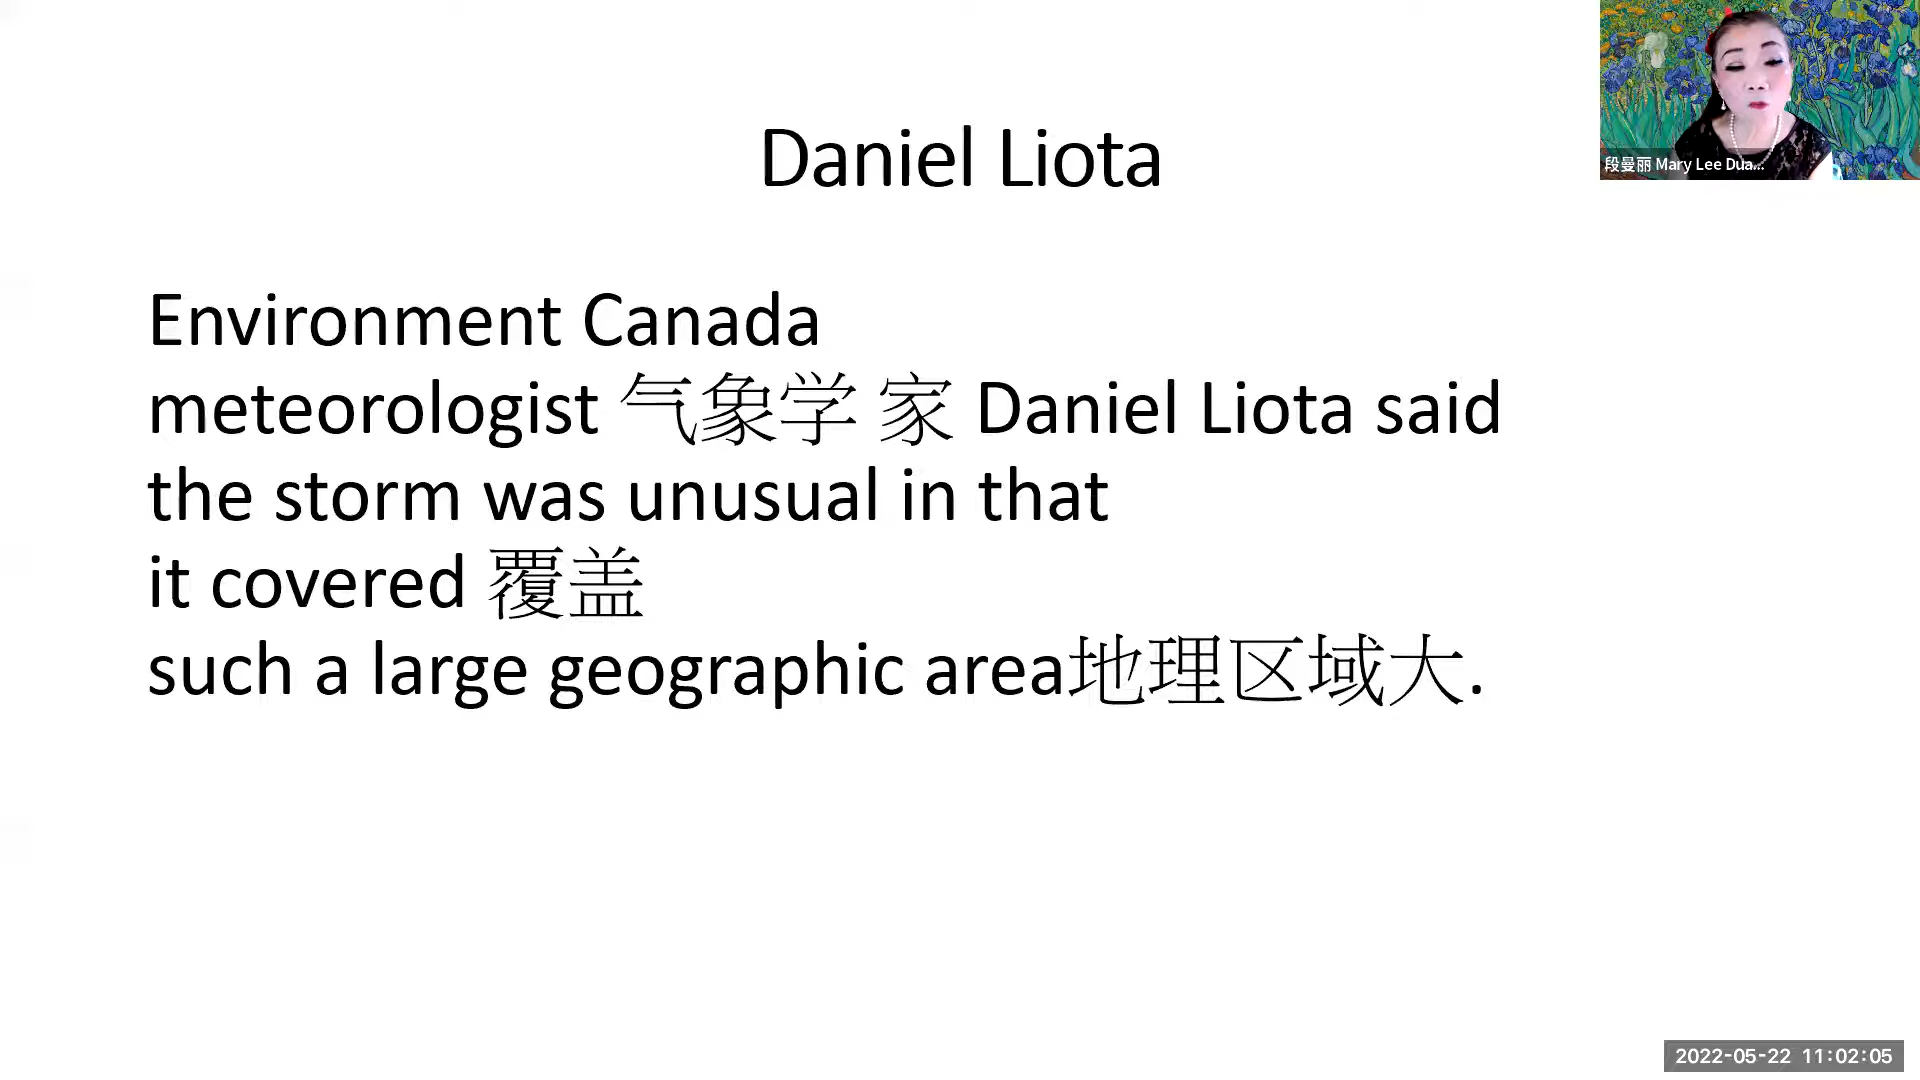 Daniel Liota
段曼丽 Mary Lee Dua...
Environment Canada
meteorologist 气象学 家 Daniel Liota said
the storm was unusual in that
it covered 覆盖
such a large geographic area地理区域大.
2022-05-22 11:02:05